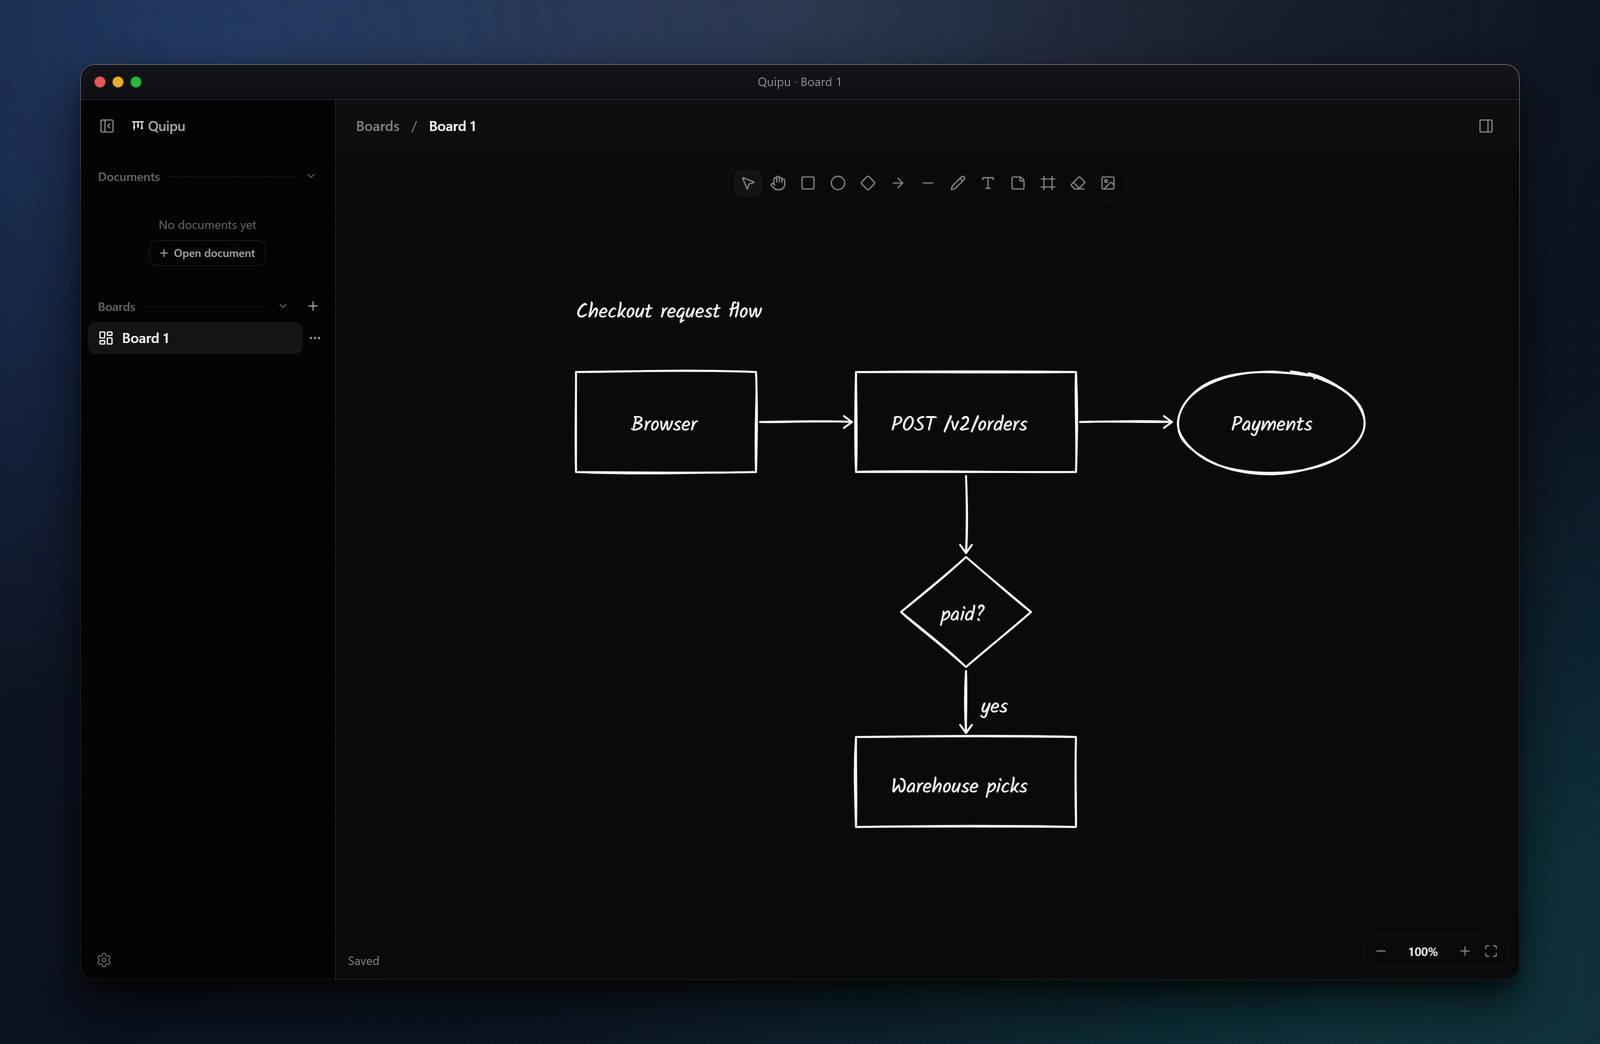 Quipu · Board 1
Quipu
Boards / Board 1
Documents
No documents yet
+ Open document
Boards
Board 1
Checkout request flow
Browser
POST /v2/orders
Payments
paid?
yes
Warehouse picks
Saved
100%